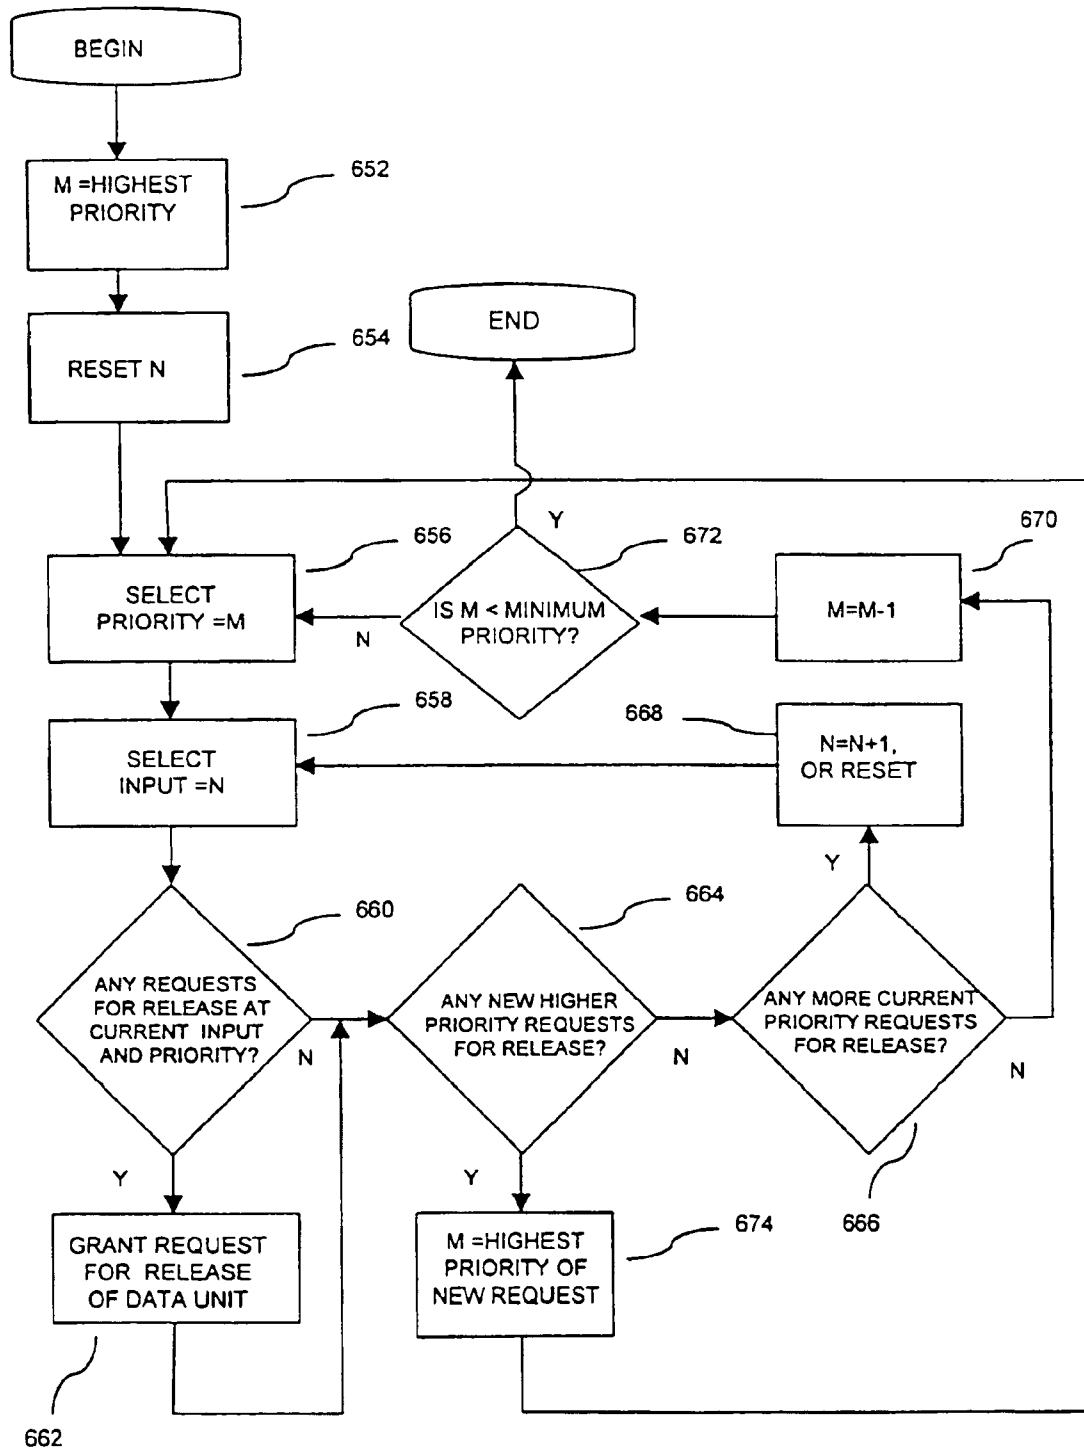 BEGIN
M =HIGHEST
PRIORITY
652
RESET N
654
END
656
SELECT
PRIORITY =M
Y
672
IS M < MINIMUM
PRIORITY?
N
670
M=M-1
658
SELECT
INPUT =N
668
N=N+1,
OR RESET
660
ANY REQUESTS
FOR RELEASE AT
CURRENT INPUT
AND PRIORITY?
N
Y
664
ANY NEW HIGHER
PRIORITY REQUESTS
FOR RELEASE?
N
Y
Y
ANY MORE CURRENT
PRIORITY REQUESTS
FOR RELEASE?
N
666
GRANT REQUEST
FOR RELEASE
OF DATA UNIT
662
M =HIGHEST
PRIORITY OF
NEW REQUEST
674